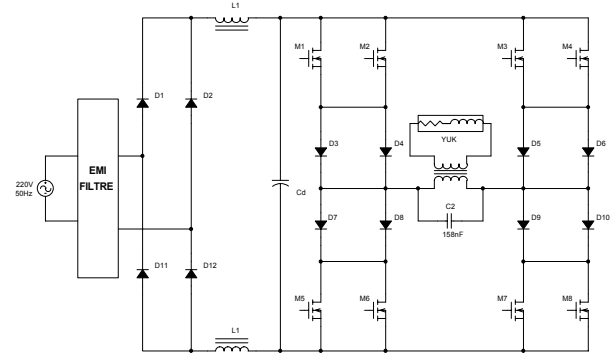 L1
M1
M2
M3
M4
D1
D2
EMI
FILTRE
220V
50Hz
YUK
D3
D4
D5
D6
Cd
C2
158nF
D7
D8
D9
D10
D11
D12
M5
M6
M7
M8
L1